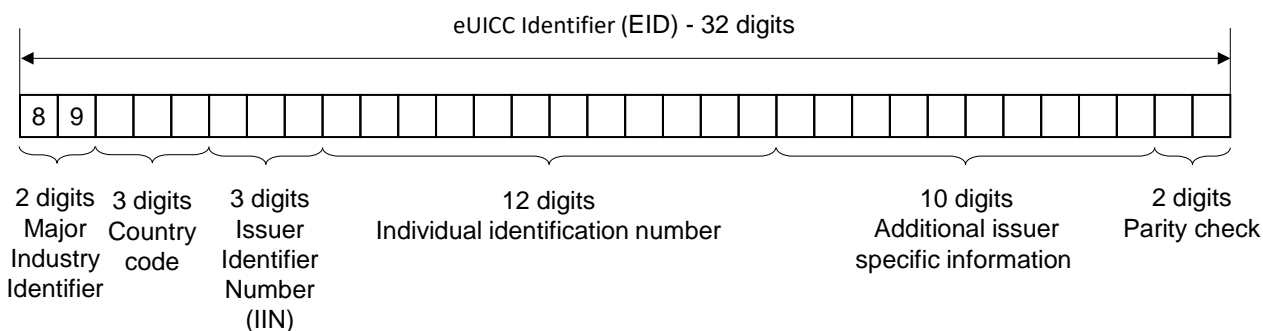 eUICC Identifier (EID) - 32 digits
8 9
2 digits
Major
Industry
Identifier
3 digits
Country
code
3 digits
Issuer
Identifier
Number
(IIN)
12 digits
Individual identification number
10 digits
Additional issuer
specific information
2 digits
Parity check